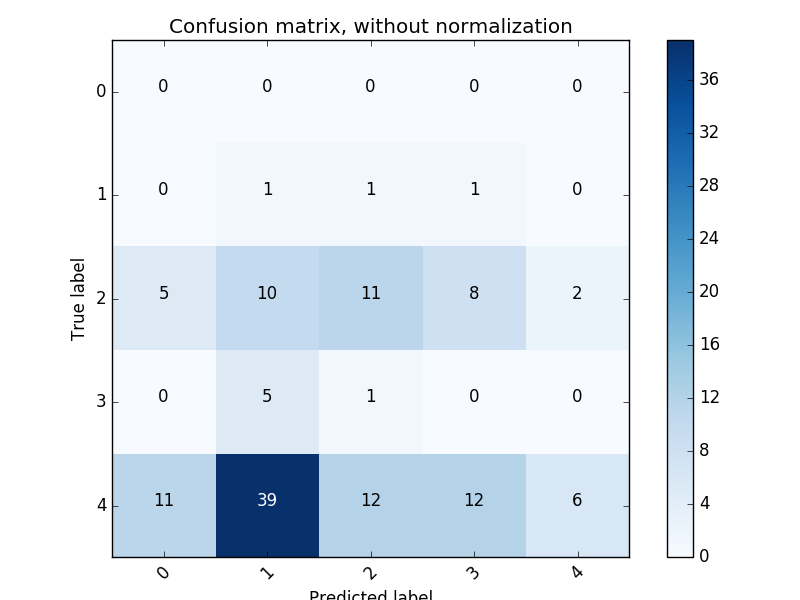 Confusion matrix, without normalization
0 0 0 0 0 0
1 0 1 1 1 0
2 5 10 11 8 2
3 0 5 1 0 0
4 11 39 12 12 6
0 1 2 3 4
True label
Predicted label
36
32
28
24
20
16
12
8
4
0